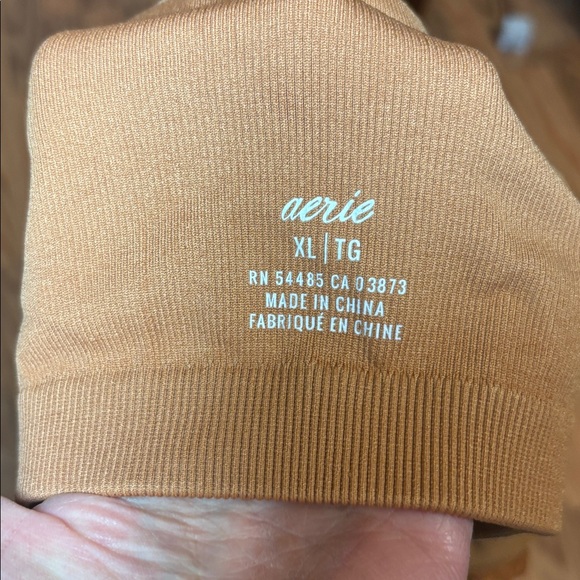 aerie
XL | TG
RN 54485 CA 03873
MADE IN CHINA
FABRIQUÉ EN CHINE